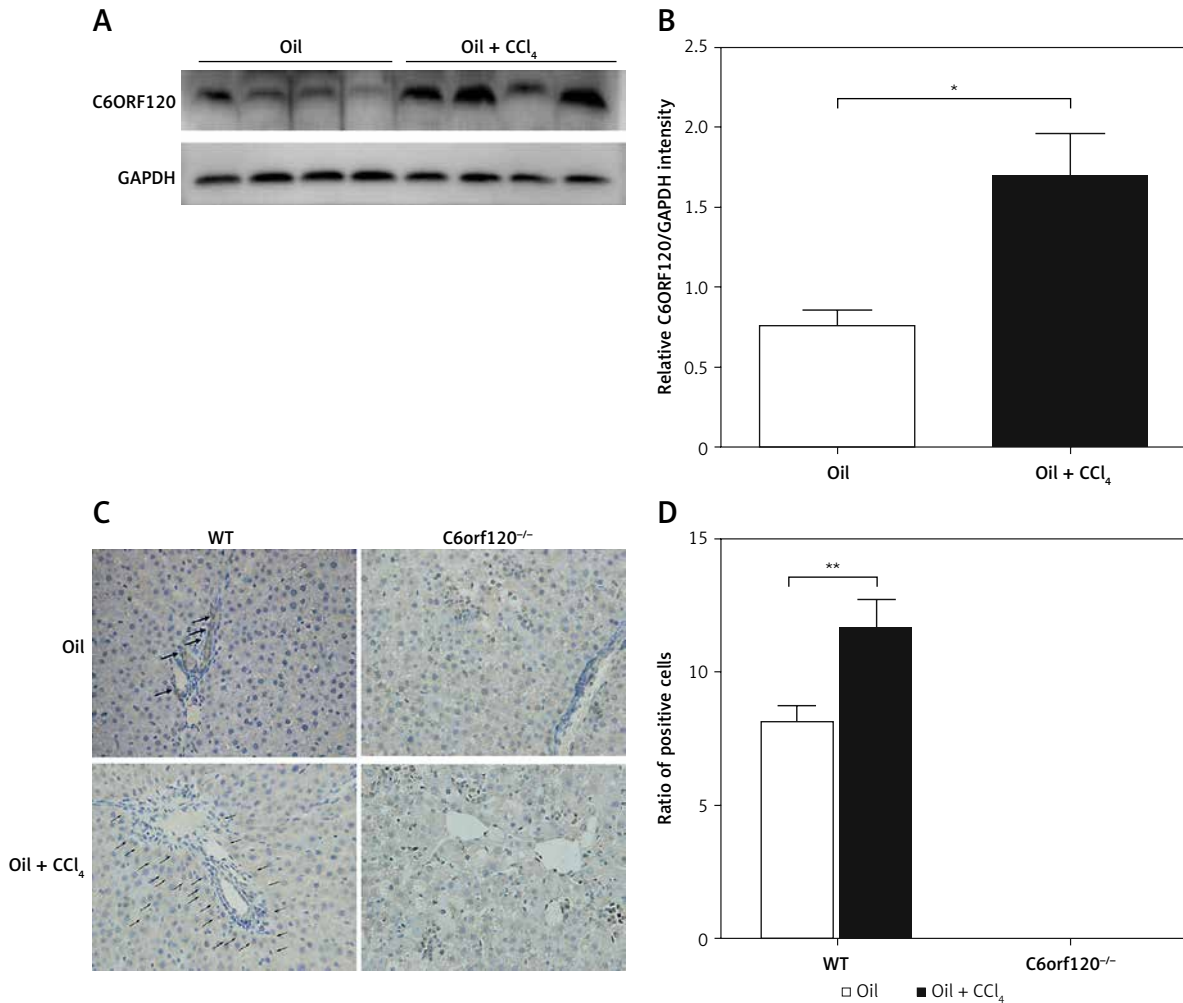 A
Oil
Oil + CCl₄
C6ORF120
GAPDH
B
Relative C6ORF120/GAPDH intensity
2.5
2.0
1.5
1.0
0.5
0
*
Oil
Oil + CCl₄
C
WT
C6orf120⁻/⁻
Oil
Oil + CCl₄
D
Ratio of positive cells
15
10
5
0
**
WT
C6orf120⁻/⁻
Oil
Oil + CCl₄